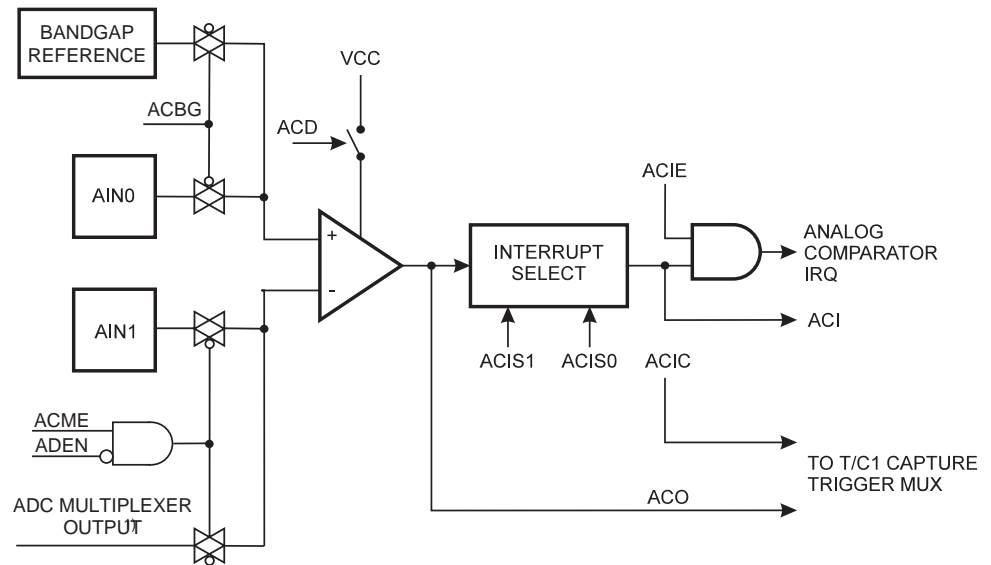 BANDGAP
REFERENCE
VCC
ACBG
ACD
AIN0
ACIE
+
-
INTERRUPT
SELECT
ANALOG
COMPARATOR
IRQ
AIN1
ACI
ACIS1
ACIS0
ACIC
ACME
ADEN
TO T/C1 CAPTURE
TRIGGER MUX
ADC MULTIPLEXER
OUTPUT
ACO